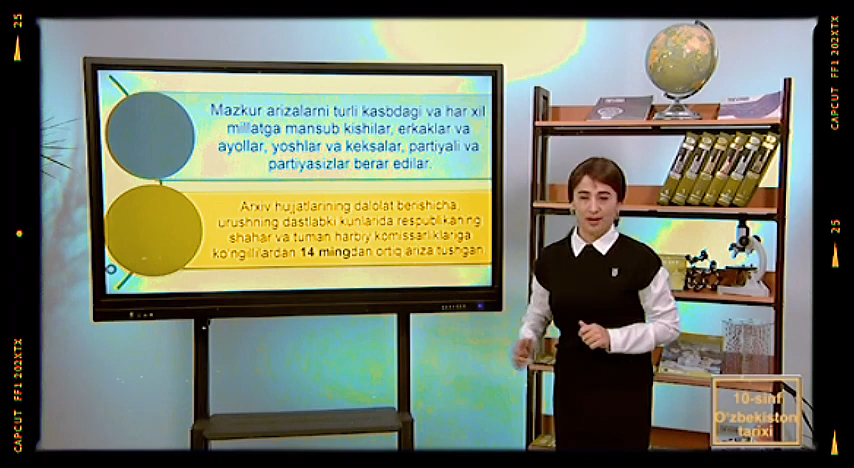 Mazkur arizalarni turli kasbdagi va har xil
millatga mansub kishilar, erkaklar va
ayollar, yoshlar va keksalar, partiyali va
partiyasizlar berar edilar.
Arxiv hujjatlarining dalolat berishicha,
urushning dastlabki kunlarida respublikaning
shahar va tuman harbiy komissarliklariga
ko'ngillilardan 14 mingdan ortiq ariza tushgan.
10-sinf
O'zbekiston
tarixi
25
CAPCUT FF1 202XTX
CAPCUT FF1 202XTX
25